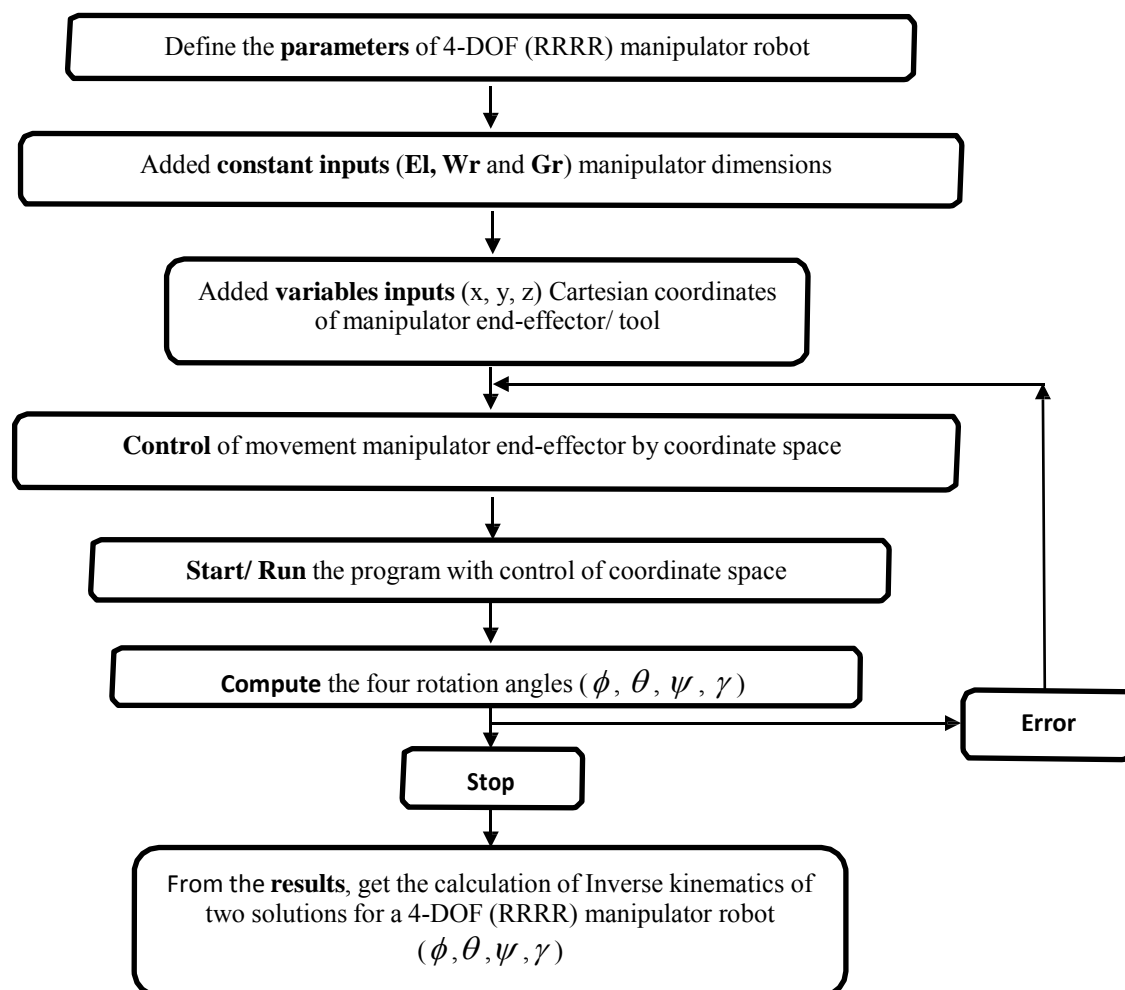 Define the parameters of 4-DOF (RRRR) manipulator robot
Added constant inputs (El, Wr and Gr) manipulator dimensions
Added variables inputs (x, y, z) Cartesian coordinates
of manipulator end-effector/ tool
Control of movement manipulator end-effector by coordinate space
Start/ Run the program with control of coordinate space
Compute the four rotation angles (ϕ, θ, ψ, γ)
Error
Stop
From the results, get the calculation of Inverse kinematics of
two solutions for a 4-DOF (RRRR) manipulator robot
(ϕ,θ,ψ,γ)